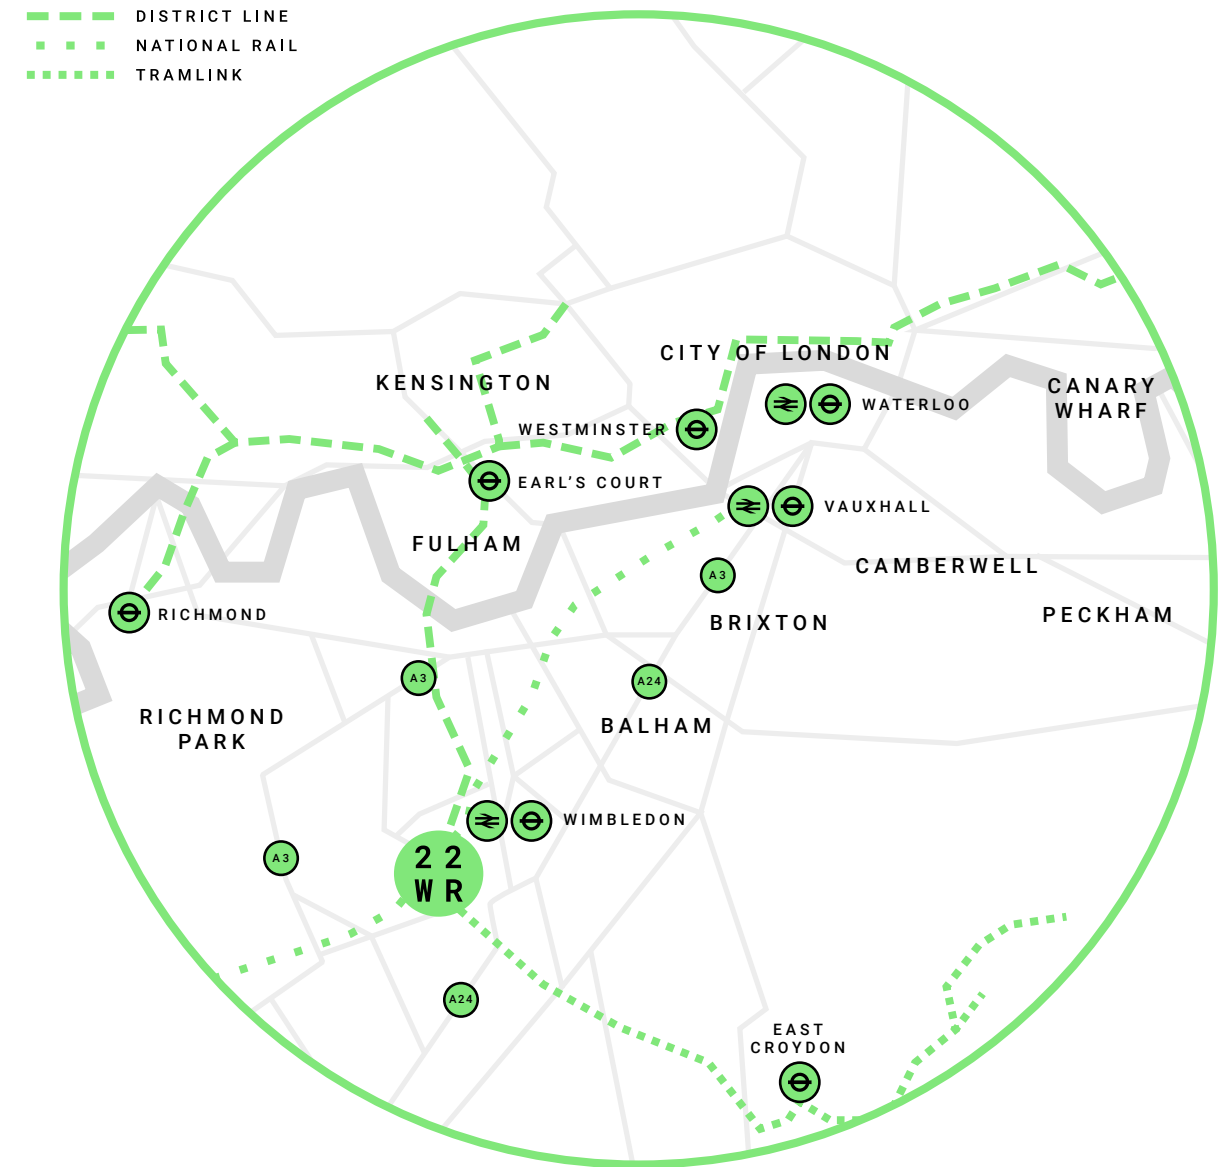 DISTRICT LINE
NATIONAL RAIL
TRAMLINK
CITY OF LONDON
KENSINGTON
CANARY
WHARF
WATERLOO
WESTMINSTER
EARL'S COURT
VAUXHALL
FULHAM
CAMBERWELL
A3
RICHMOND
BRIXTON
PECKHAM
A3
A24
RICHMOND
PARK
BALHAM
WIMBLEDON
A3
22
WR
A24
EAST
CROYDON